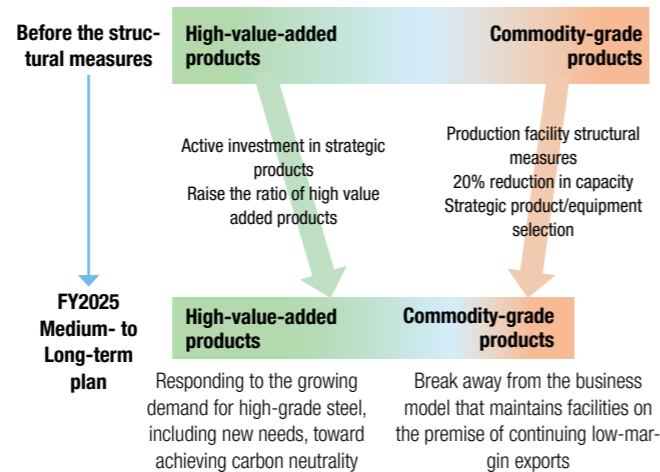 Before the struc-
tural measures
High-value-added
products
Commodity-grade
products
Active investment in strategic
products
Raise the ratio of high value
added products
Production facility structural
measures
20% reduction in capacity
Strategic product/equipment
selection
FY2025
Medium- to
Long-term
plan
High-value-added
products
Commodity-grade
products
Responding to the growing
demand for high-grade steel,
including new needs, toward
achieving carbon neutrality
Break away from the business
model that maintains facilities on
the premise of continuing low-mar-
gin exports